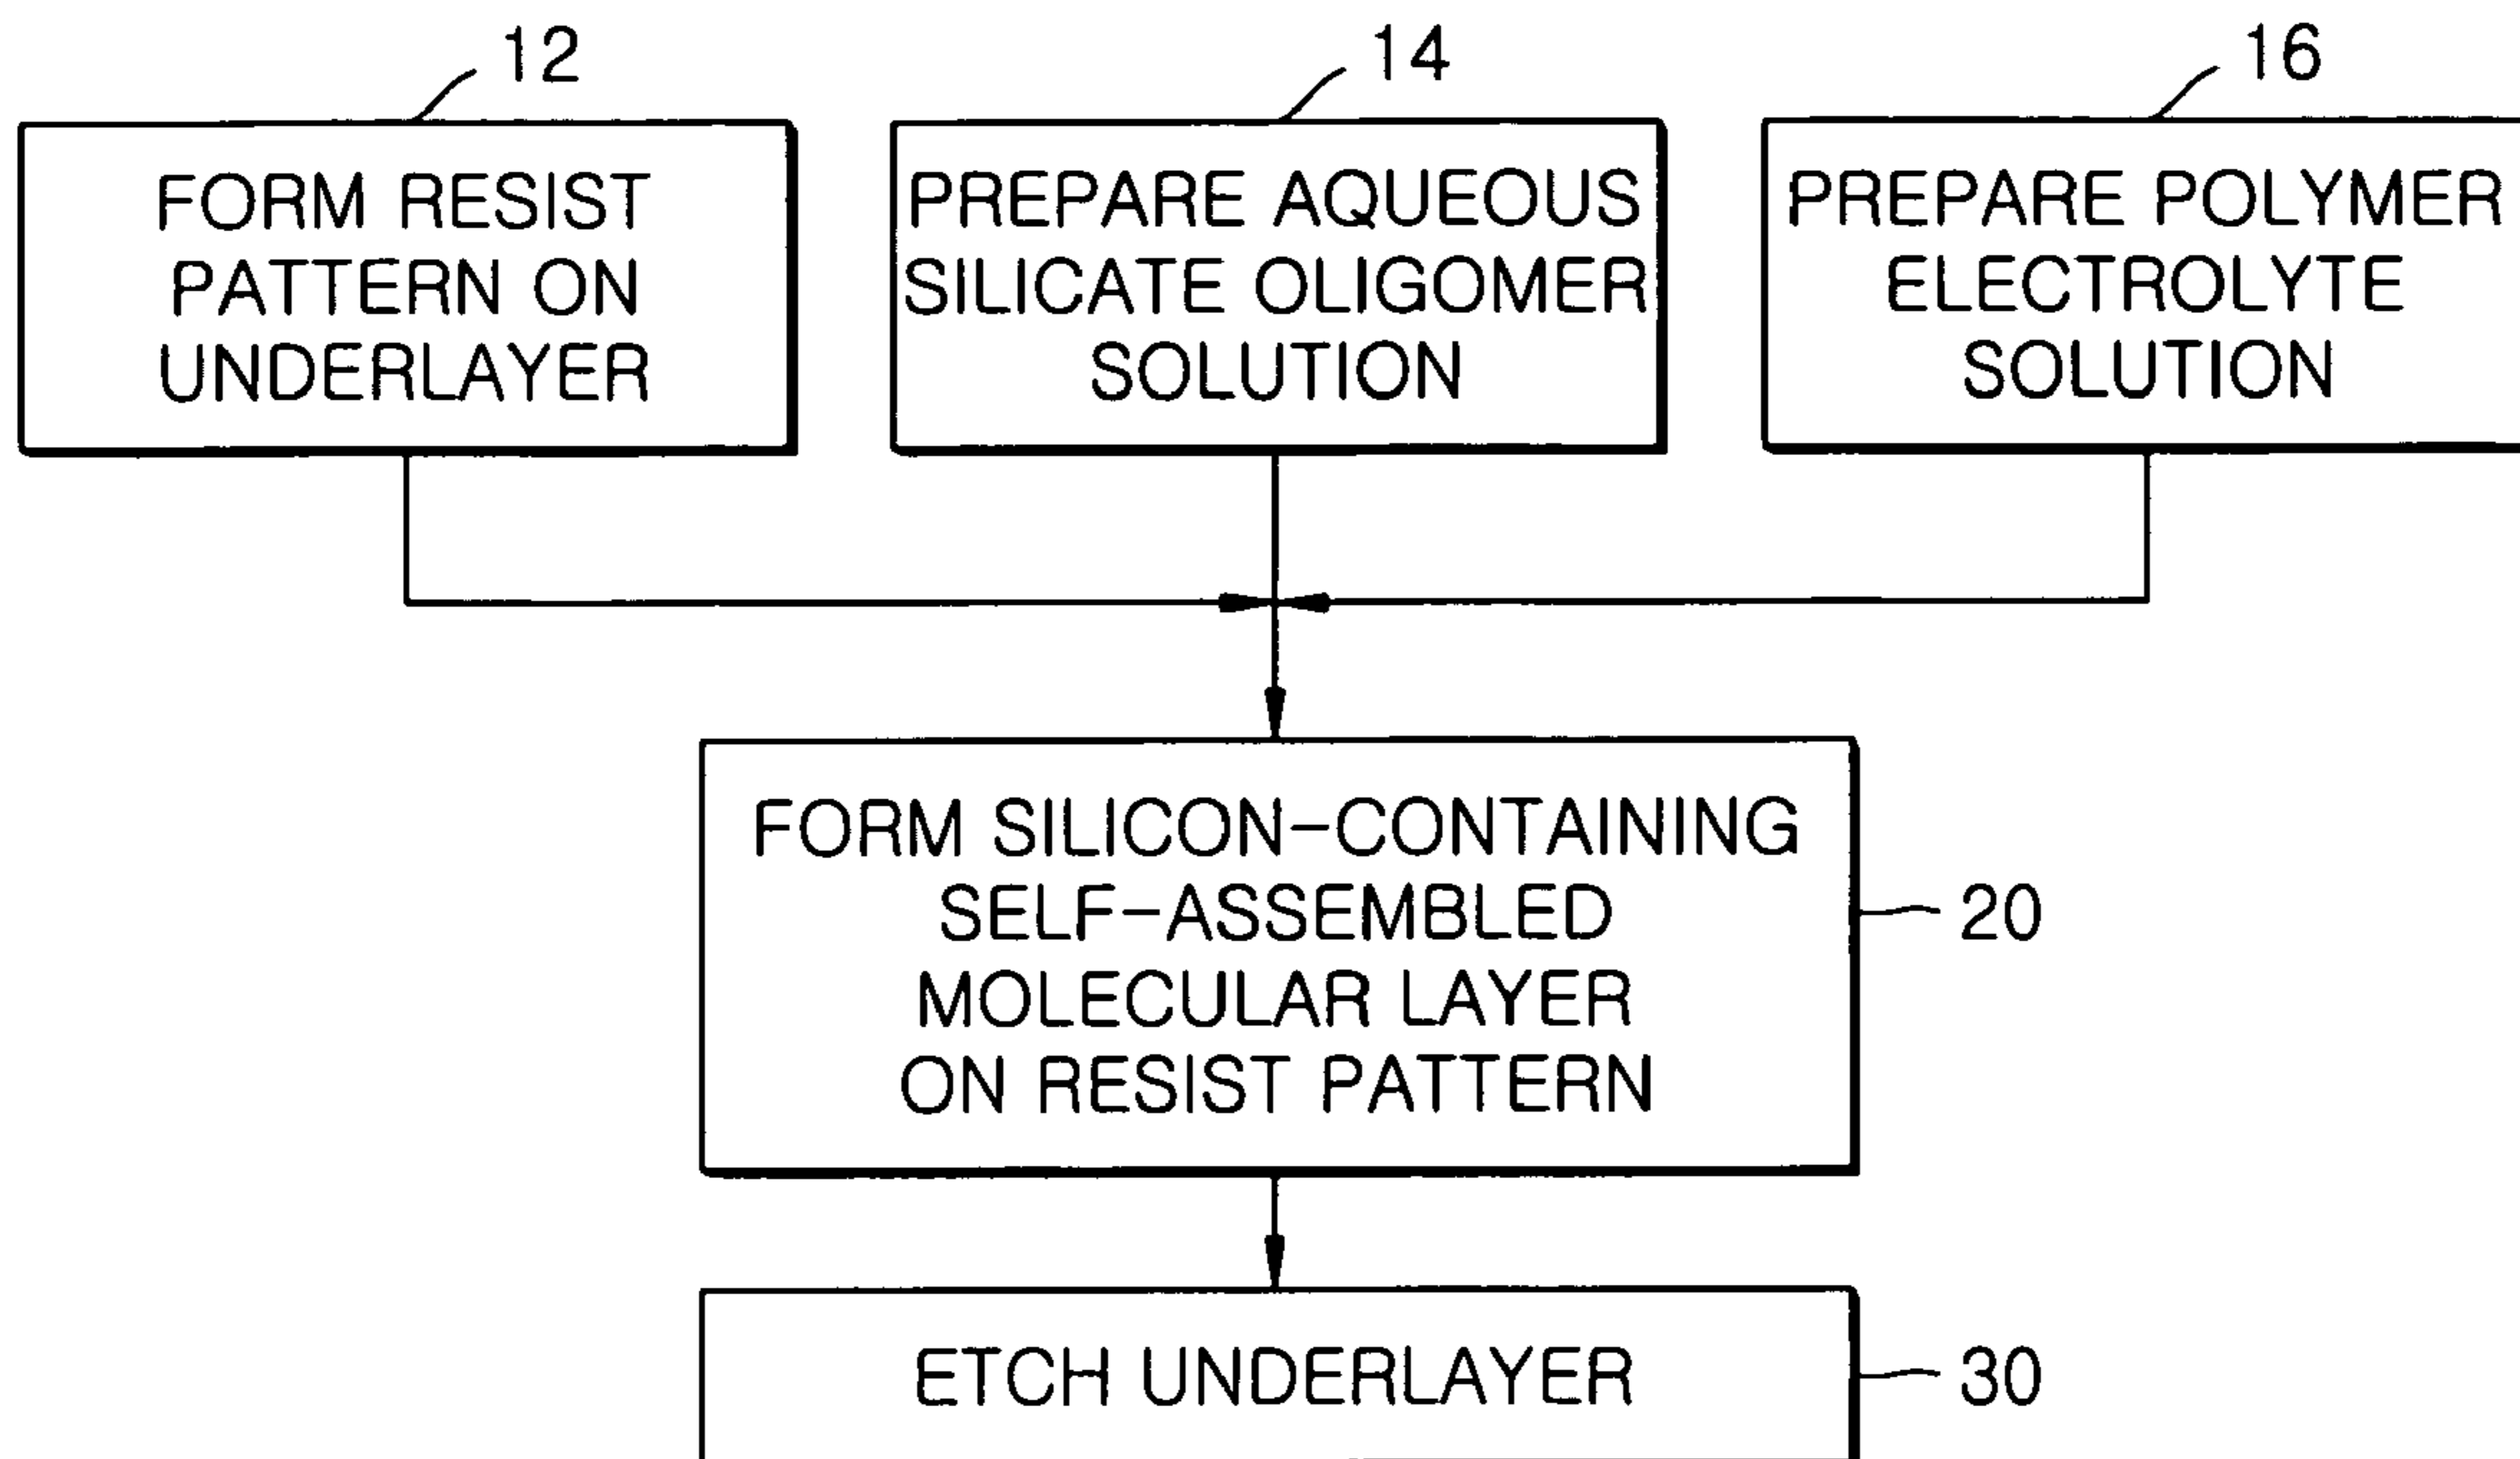 12
14
16
FORM RESIST
PATTERN ON
UNDERLAYER
PREPARE AQUEOUS
SILICATE OLIGOMER
SOLUTION
PREPARE POLYMER
ELECTROLYTE
SOLUTION
FORM SILICON-CONTAINING
SELF-ASSEMBLED
MOLECULAR LAYER
ON RESIST PATTERN
20
ETCH UNDERLAYER
30